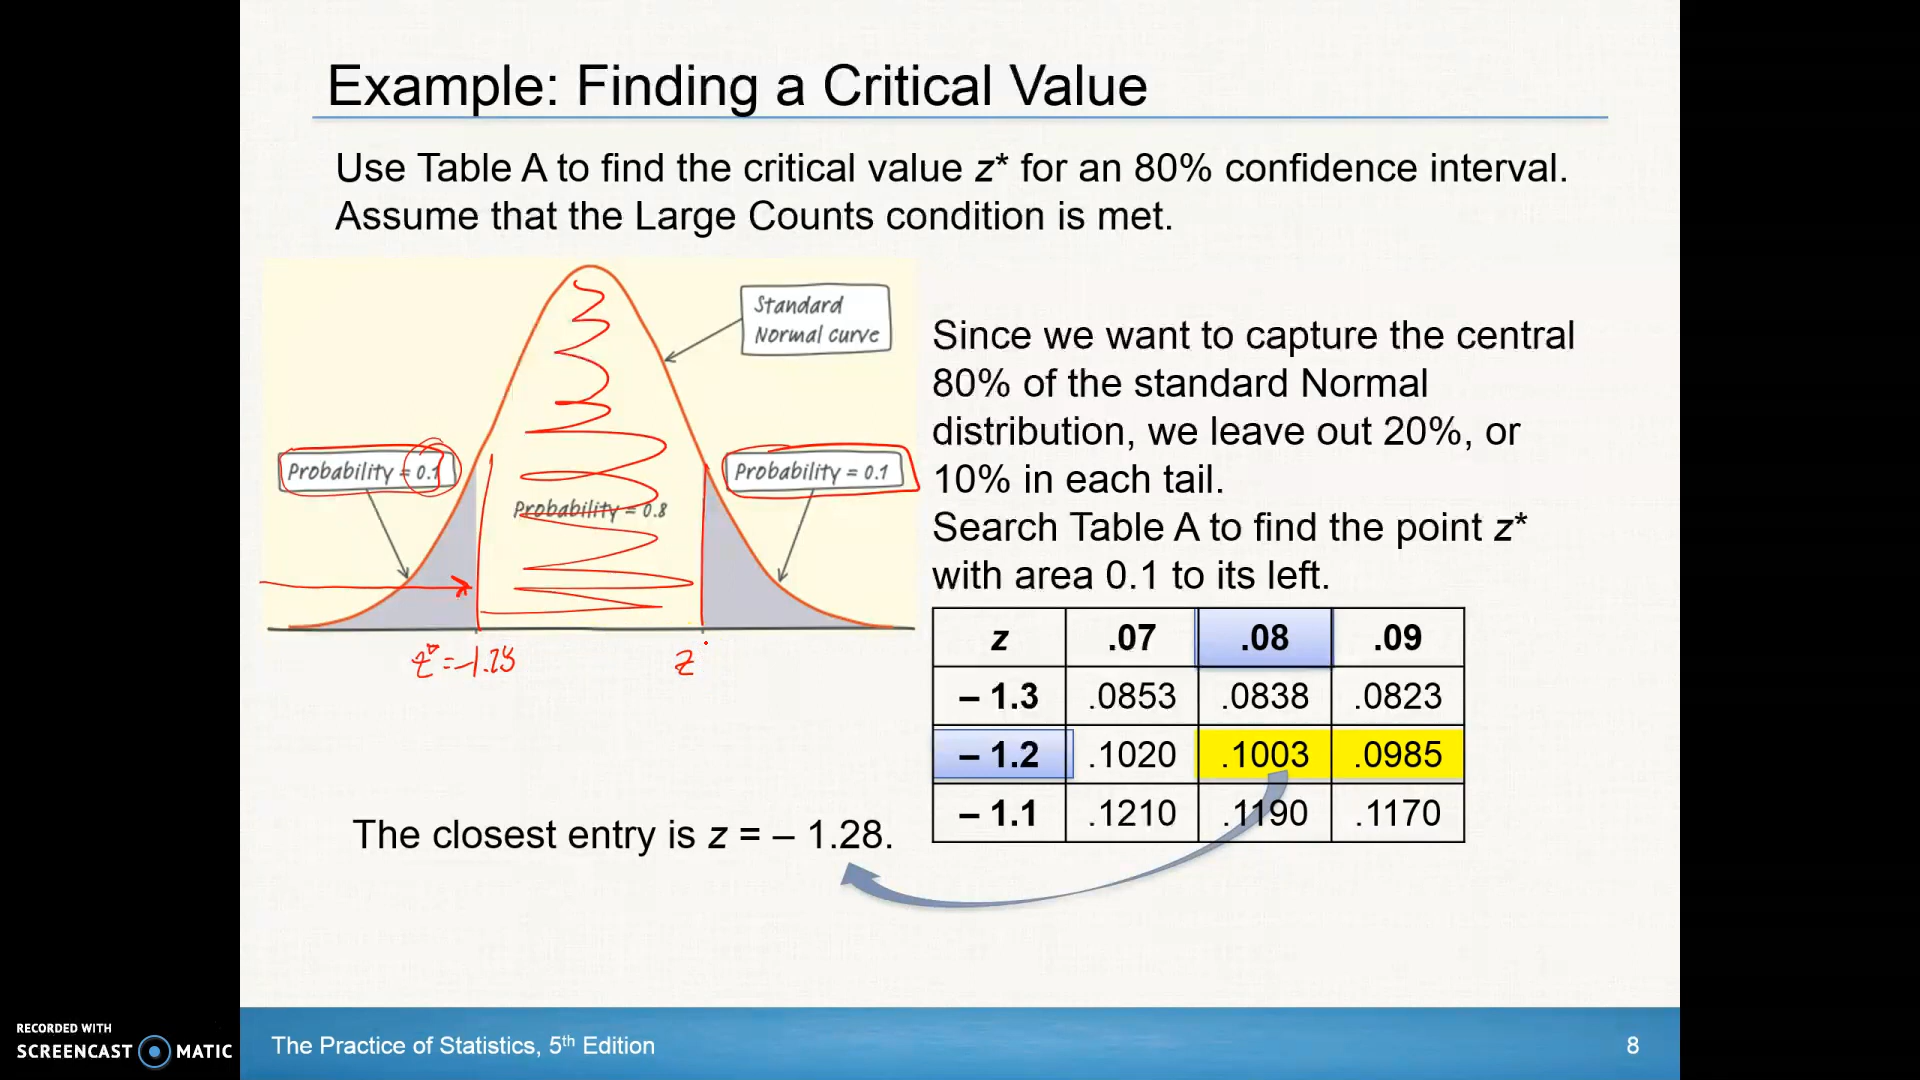 Example: Finding a Critical Value
Use Table A to find the critical value z* for an 80% confidence interval.
Assume that the Large Counts condition is met.
Standard
Normal curve
Probability = 0.1
Probability = 0.8
Probability = 0.1
z* = -1.28
z
Since we want to capture the central
80% of the standard Normal
distribution, we leave out 20%, or
10% in each tail.
Search Table A to find the point z*
with area 0.1 to its left.
z .07 .08 .09
– 1.3 .0853 .0838 .0823
– 1.2 .1020 .1003 .0985
– 1.1 .1210 .1190 .1170
The closest entry is z = – 1.28.
RECORDED WITH
SCREENCAST MATIC
The Practice of Statistics, 5th Edition
8